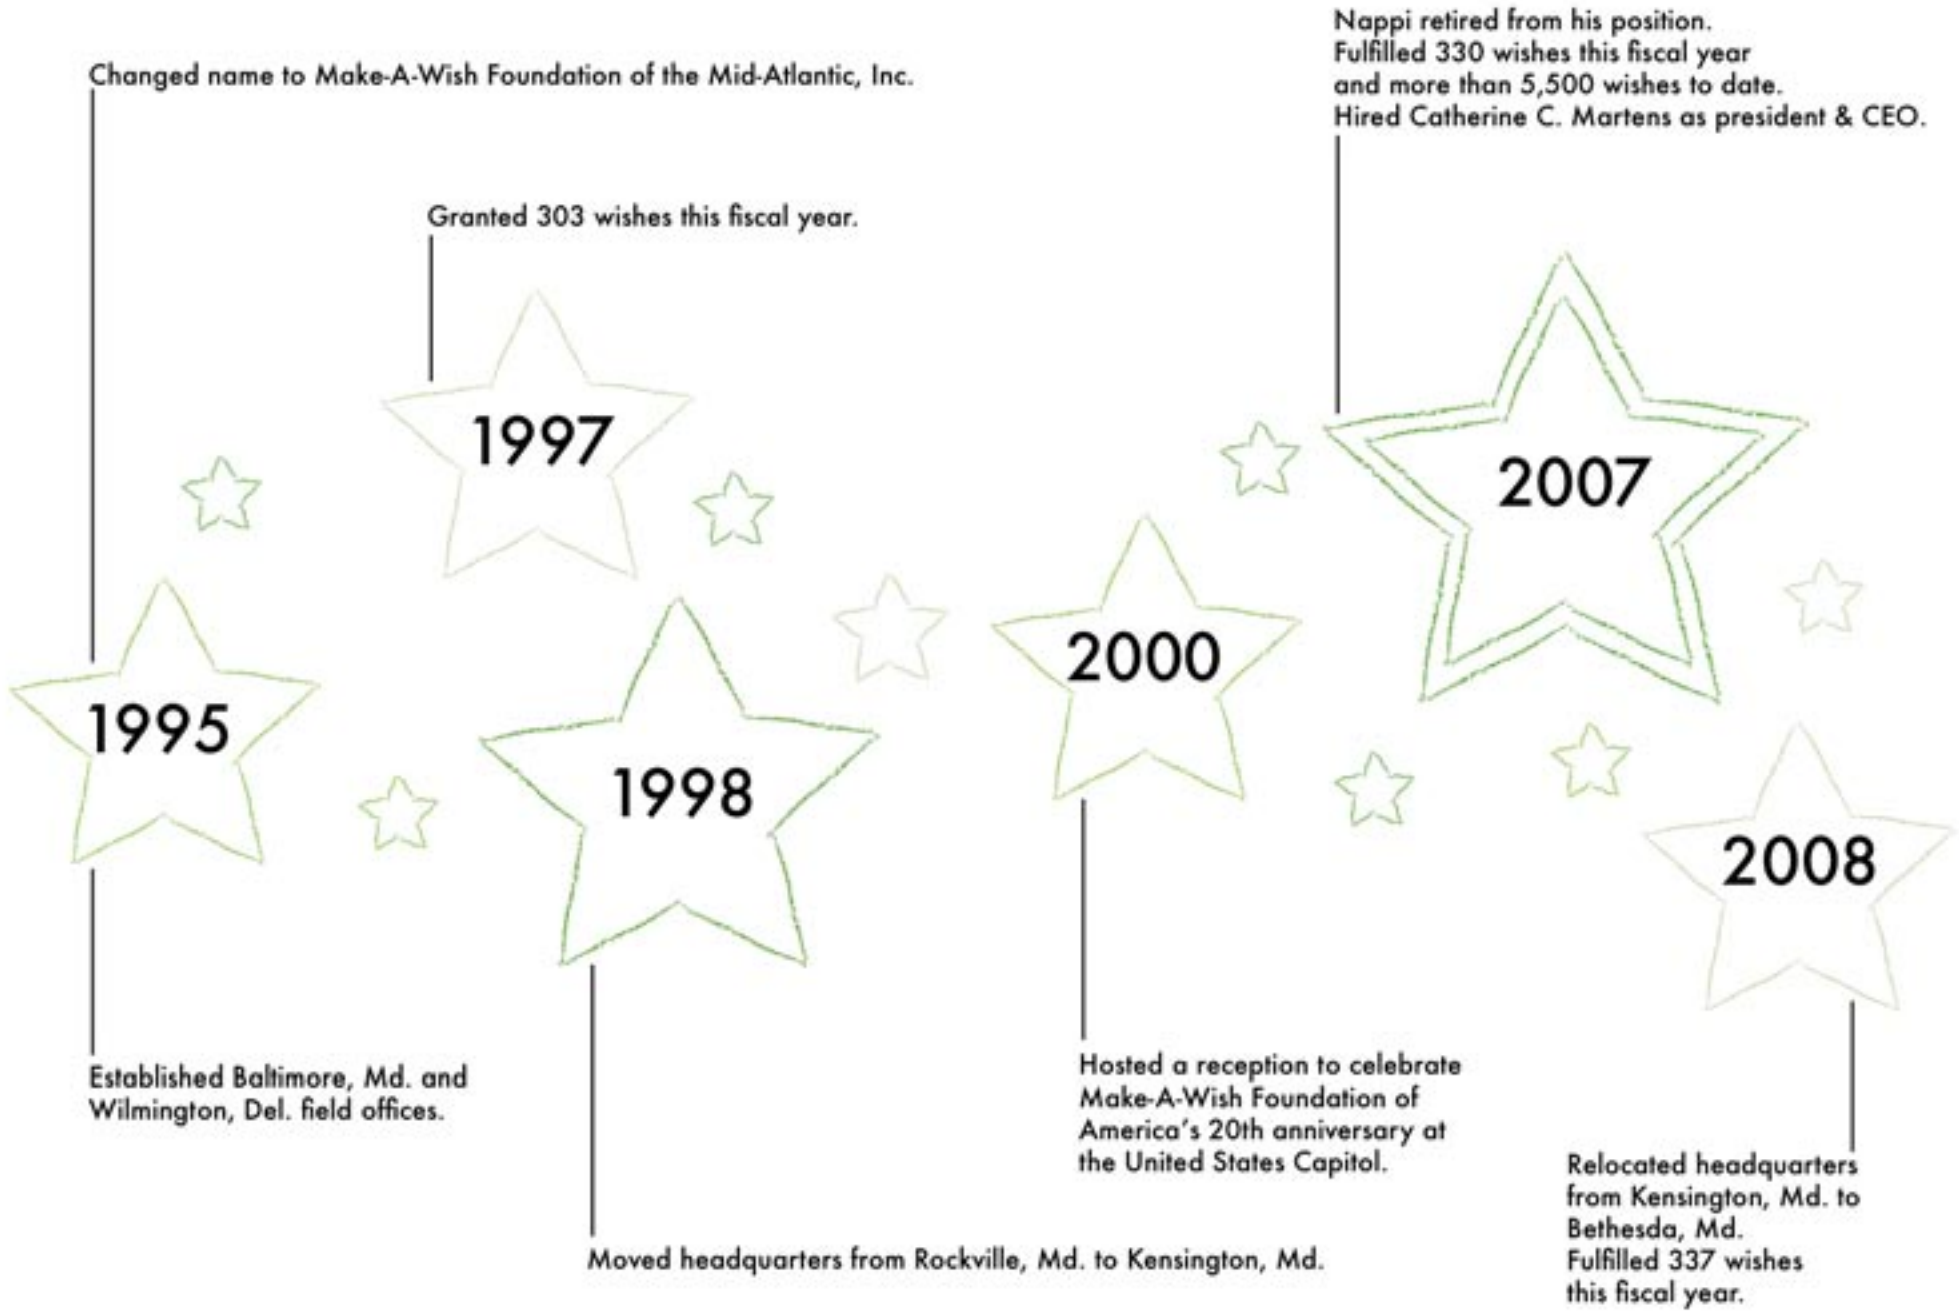 Changed name to Make-A-Wish Foundation of the Mid-Atlantic, Inc.
1995
Established Baltimore, Md. and
Wilmington, Del. field offices.
Granted 303 wishes this fiscal year.
1997
1998
Moved headquarters from Rockville, Md. to Kensington, Md.
2000
Hosted a reception to celebrate
Make-A-Wish Foundation of
America's 20th anniversary at
the United States Capitol.
Nappi retired from his position.
Fulfilled 330 wishes this fiscal year
and more than 5,500 wishes to date.
Hired Catherine C. Martens as president & CEO.
2007
2008
Relocated headquarters
from Kensington, Md. to
Bethesda, Md.
Fulfilled 337 wishes
this fiscal year.